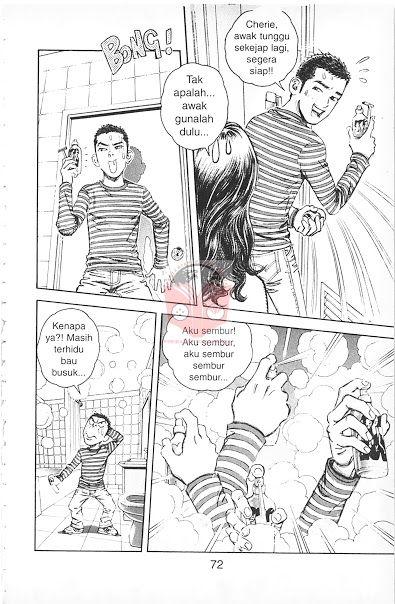 Cherie,
awak tunggu
sekejap lagi,
segera
siap!!
Tak
apalah...
awak
gunalah
dulu...
BONG!
Kenapa
ya?! Masih
terhidu
bau
busuk...
Aku sembur!
Aku sembur,
aku sembur
sembur
sembur...
72